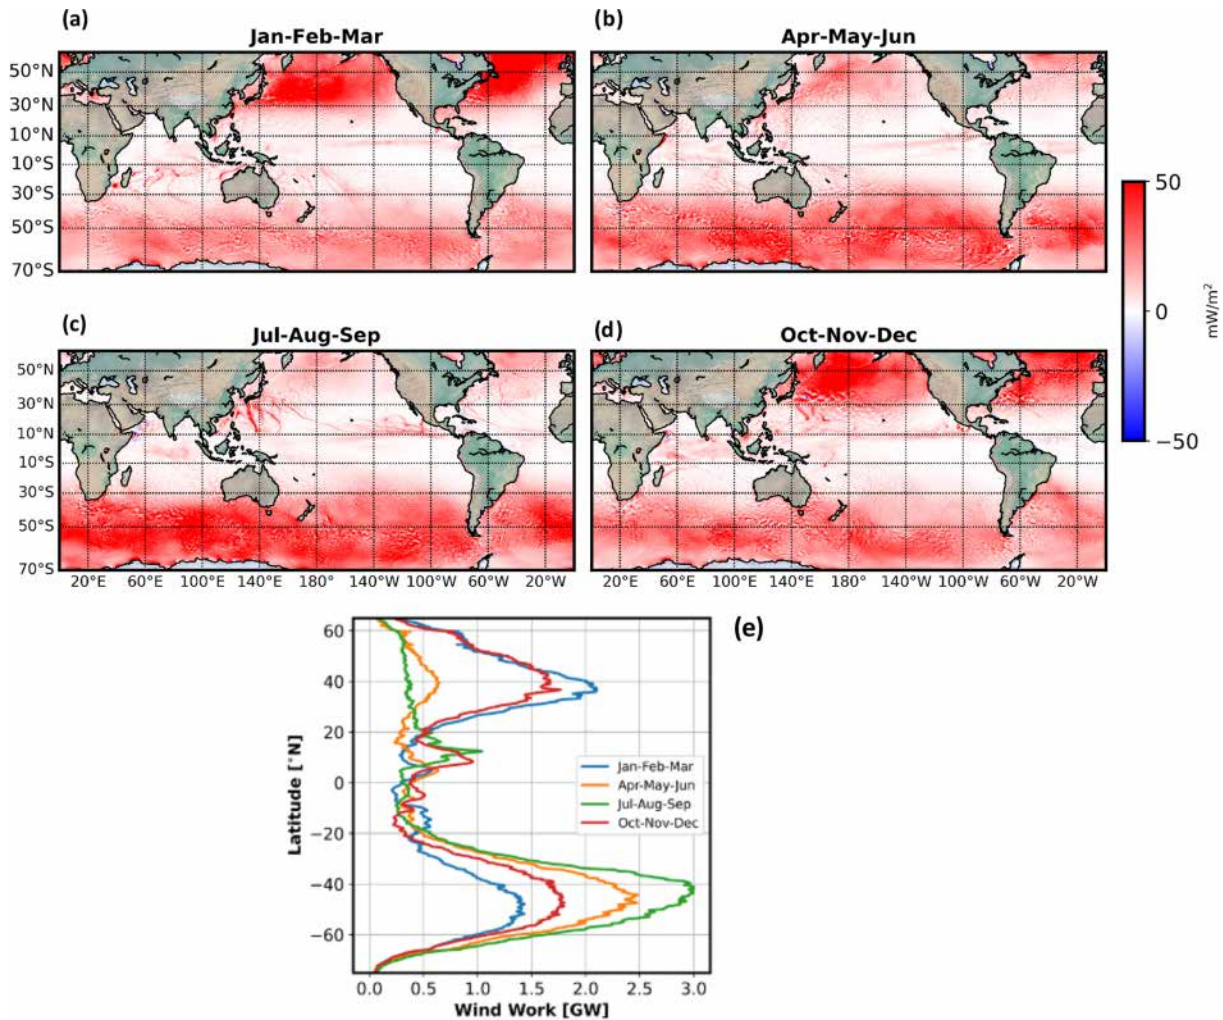 (a)
Jan-Feb-Mar
(b)
Apr-May-Jun
50°N
30°N
10°N
10°S
30°S
50°S
70°S
(c)
Jul-Aug-Sep
(d)
Oct-Nov-Dec
50
0
−50
mW/m²
50°N
30°N
10°N
10°S
30°S
50°S
70°S
20°E 60°E 100°E 140°E 180° 140°W 100°W 60°W 20°W
20°E 60°E 100°E 140°E 180° 140°W 100°W 60°W 20°W
(e)
60
40
20
0
−20
−40
−60
Latitude [°N]
Jan-Feb-Mar
Apr-May-Jun
Jul-Aug-Sep
Oct-Nov-Dec
0.0 0.5 1.0 1.5 2.0 2.5 3.0
Wind Work [GW]